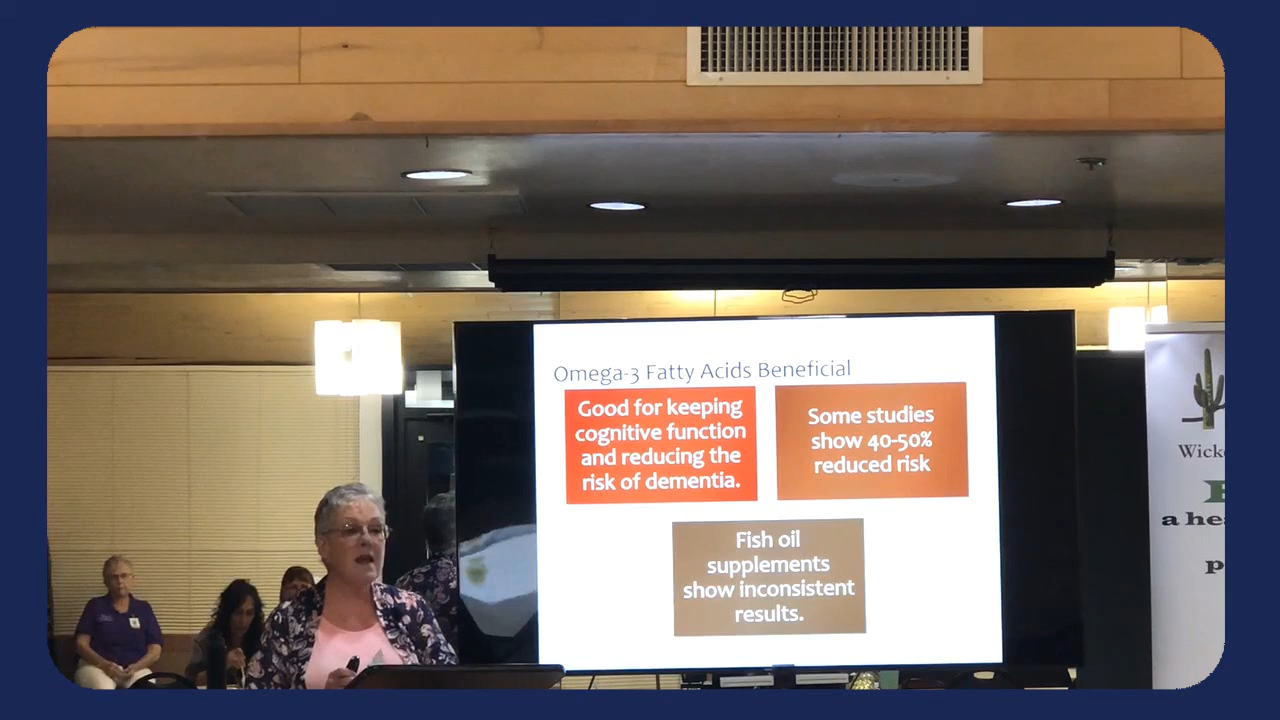 Omega-3 Fatty Acids Beneficial
Good for keeping
cognitive function
and reducing the
risk of dementia.
Some studies
show 40-50%
reduced risk
Fish oil
supplements
show inconsistent
results.
a